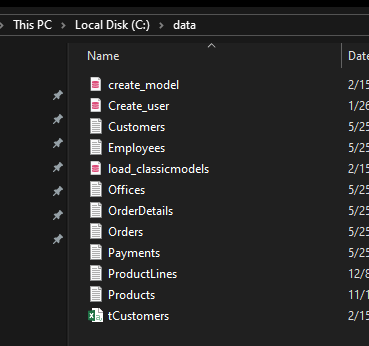 This PC > Local Disk (C:) > data
Name Date
create_model 2/15
Create_user 1/26
Customers 5/25
Employees 5/25
load_classicmodels 2/15
Offices 5/25
OrderDetails 5/25
Orders 5/25
Payments 5/25
ProductLines 12/8
Products 11/1
tCustomers 2/15